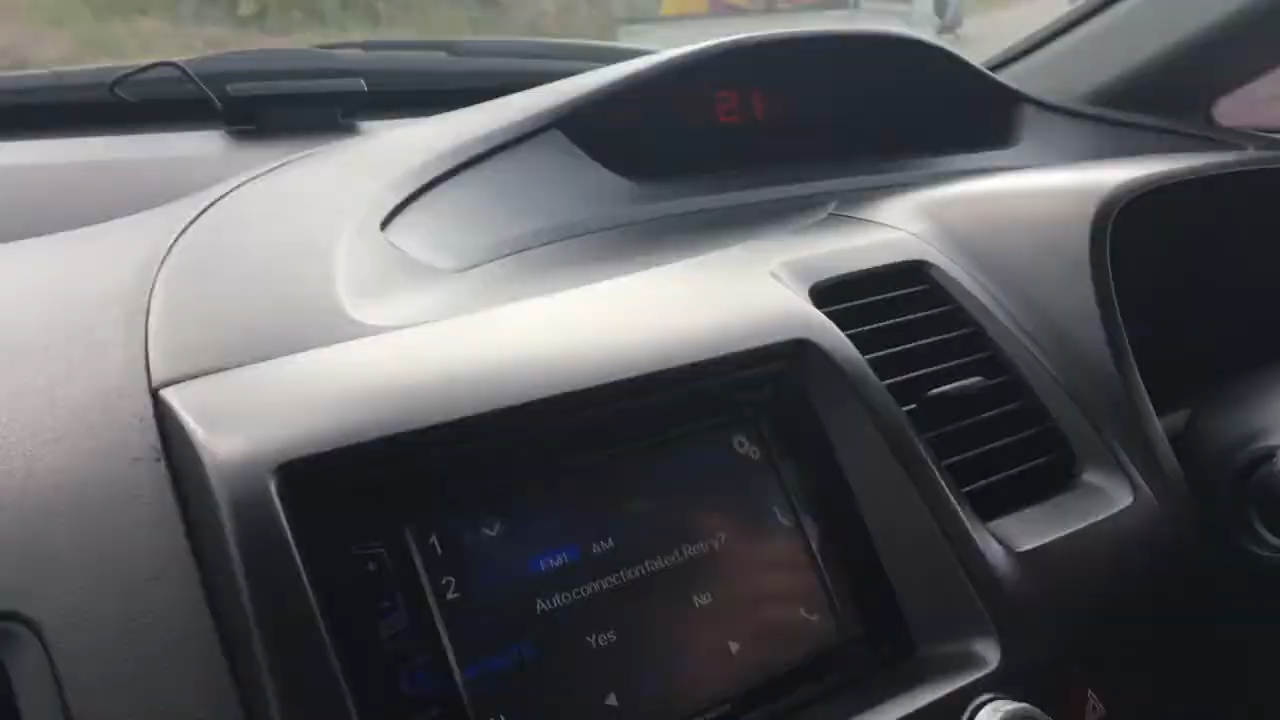 21
1
2
FM1 AM
Auto connection failed. Retry?
Yes No